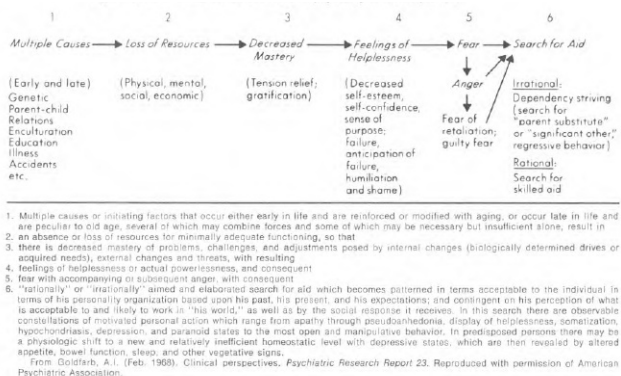 1 2 3 4 5 6
Multiple Causes → Loss of Resources → Decreased Mastery → Feelings of Helplessness → Fear → Search for Aid
(Early and late)
Genetic
Parent-child
Relations
Enculturation
Education
Illness
Accidents
etc.
(Physical, mental,
social, economic)
(Tension relief;
gratification)
(Decreased
self-esteem,
self-confidence,
sense of
purpose;
failure,
anticipation of
failure,
humiliation
and shame)
Anger
Fear of
retaliation;
guilty fear
Irrational:
Dependency striving
(search for
"parent substitute"
or "significant other,"
regressive behavior)
Rational:
Search for
skilled aid
1. Multiple causes or initiating factors that occur either early in life and are reinforced or modified with aging, or occur late in life and
are peculiar to old age, several of which may combine forces and some of which may be necessary but insufficient alone, result in
2. an absence or loss of resources for minimally adequate functioning, so that
3. there is decreased mastery of problems, challenges, and adjustments posed by internal changes (biologically determined drives or
acquired needs), external changes and threats, with resulting
4. feelings of helplessness or actual powerlessness, and consequent
5. fear with accompanying or subsequent anger, with consequent
6. "rationally" or "irrationally" aimed and elaborated search for aid which becomes patterned in terms acceptable to the individual in
terms of his personality organization based upon his past, his present, and his expectations; and contingent on his perception of what
is acceptable to and likely to work in "his world," as well as by the social response it receives. In this search there are observable
constellations of motivated personal action which range from apathy through pseudoanhedonia, display of helplessness, somatization,
hypochondriasis, depression, and paranoid states to the most open and manipulative behavior. In predisposed persons there may be
a physiologic shift to a new and relatively inefficient homeostatic level with depressive states, which are then revealed by altered
appetite, bowel function, sleep, and other vegetative signs.
From Goldfarb, A.I. (Feb. 1968). Clinical perspectives. Psychiatric Research Report 23. Reproduced with permission of American
Psychiatric Association.